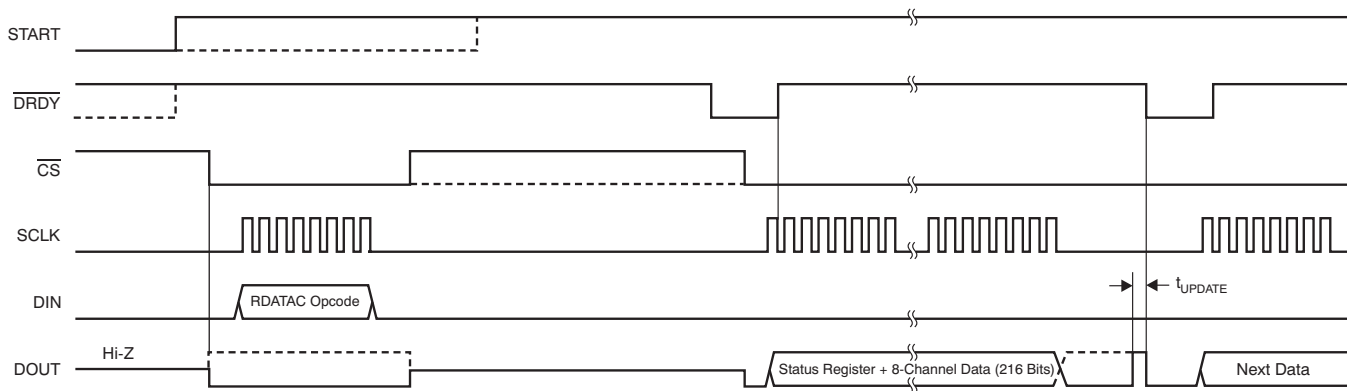 START
DRDY
CS
SCLK
DIN
RDATAC Opcode
tUPDATE
DOUT
Hi-Z
Status Register + 8-Channel Data (216 Bits)
Next Data